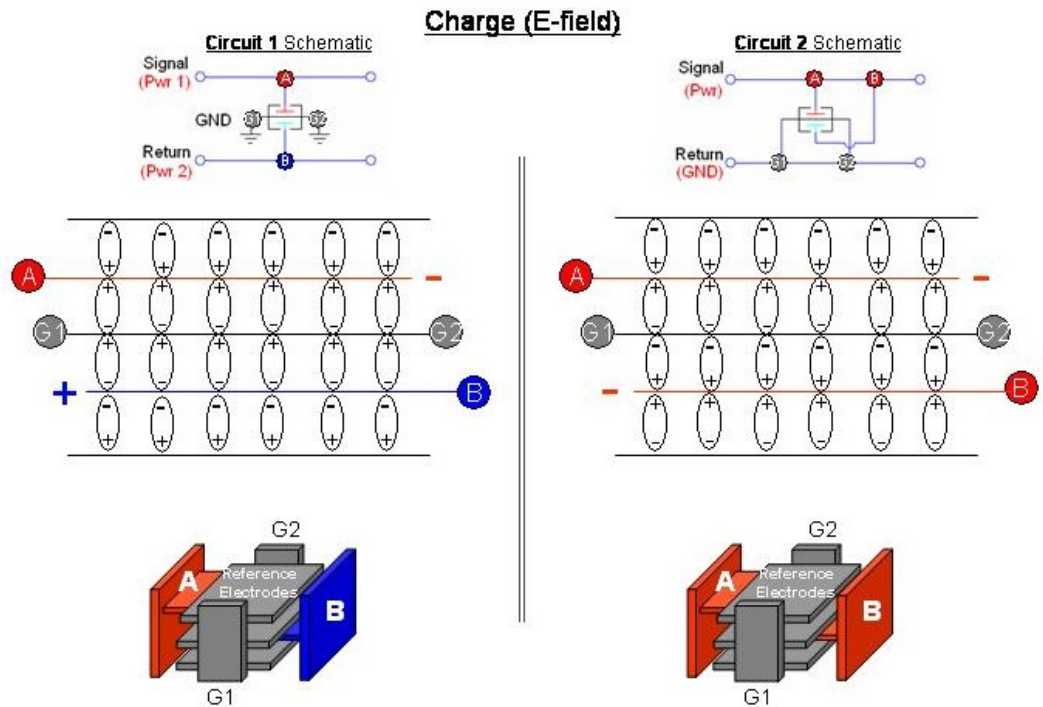 Charge (E-field)
Circuit 1 Schematic
Signal
(Pwr 1)
A
GND
G1
G2
Return
(Pwr 2)
B
Circuit 2 Schematic
Signal
(Pwr)
A
B
Return
(GND)
G1
G2
A
-
G1
G2
+
B
A
-
G1
G2
-
B
G2
A
Reference
Electrodes
B
G1
G2
A
Reference
Electrodes
B
G1